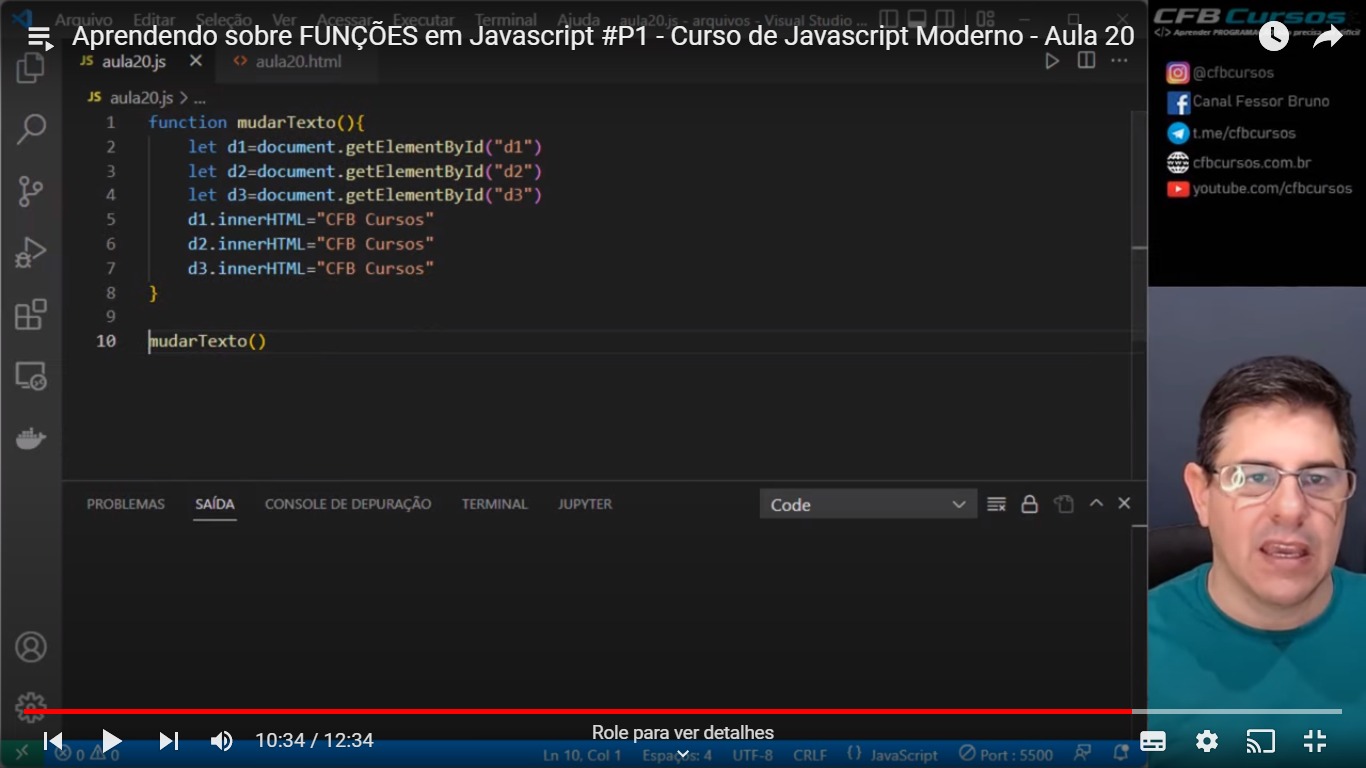 Arquivo Editar Seleção Ver Acessar Executar Terminal Ajuda aula20.js - arquivos - Visual Studio ...
CFB Cursos
Aprendendo sobre FUNÇÕES em Javascript #P1 - Curso de Javascript Moderno - Aula 20
JS aula20.js aula20.html
JS aula20.js > ...
@cfbcursos
Canal Fessor Bruno
t.me/cfbcursos
cfbcursos.com.br
youtube.com/cfbcursos
1 function mudarTexto(){
2 let d1=document.getElementById("d1")
3 let d2=document.getElementById("d2")
4 let d3=document.getElementById("d3")
5 d1.innerHTML="CFB Cursos"
6 d2.innerHTML="CFB Cursos"
7 d3.innerHTML="CFB Cursos"
8 }
9
10 mudarTexto()
PROBLEMAS SAÍDA CONSOLE DE DEPURAÇÃO TERMINAL JUPYTER Code
Role para ver detalhes
10:34 / 12:34
0 0 Ln 10, Col 1 Espaços: 4 UTF-8 CRLF {} JavaScript Port : 5500